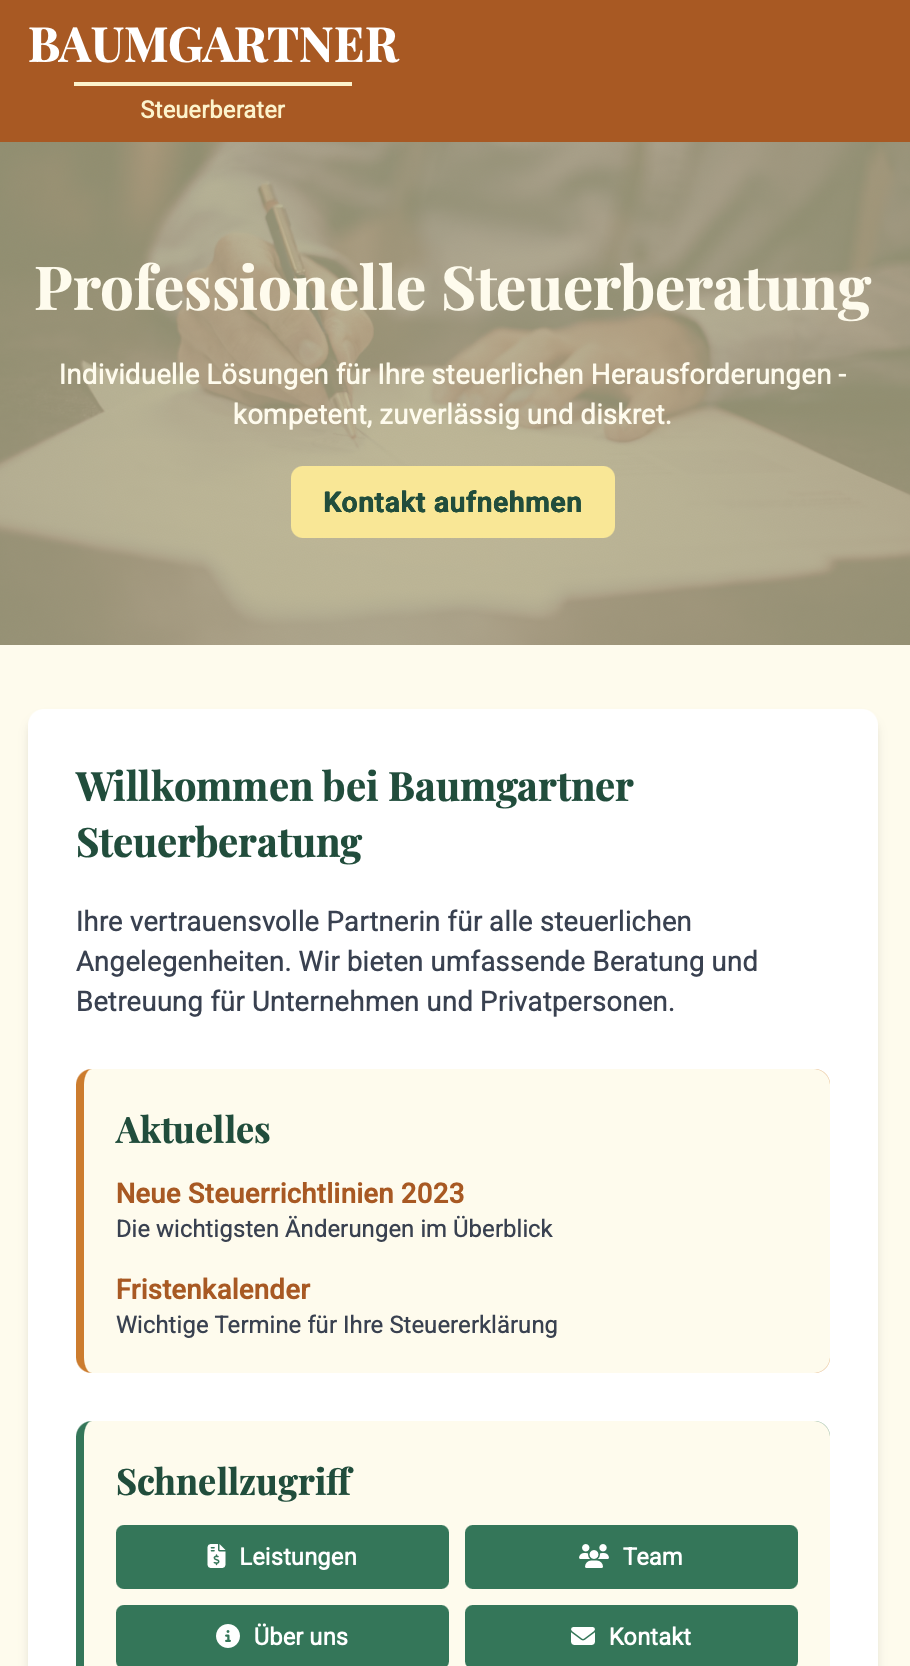 BAUMGARTNER
Steuerberater
Professionelle Steuerberatung
Individuelle Lösungen für Ihre steuerlichen Herausforderungen -
kompetent, zuverlässig und diskret.
Kontakt aufnehmen
Willkommen bei Baumgartner
Steuerberatung
Ihre vertrauensvolle Partnerin für alle steuerlichen
Angelegenheiten. Wir bieten umfassende Beratung und
Betreuung für Unternehmen und Privatpersonen.
Aktuelles
Neue Steuerrichtlinien 2023
Die wichtigsten Änderungen im Überblick
Fristenkalender
Wichtige Termine für Ihre Steuererklärung
Schnellzugriff
Leistungen
Team
Über uns
Kontakt